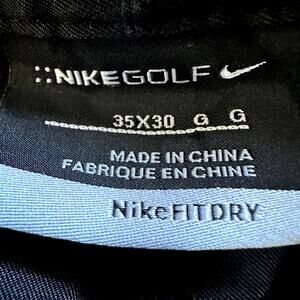 NIKEGOLF
35X30 G G
MADE IN CHINA
FABRIQUE EN CHINE
NikeFITDRY